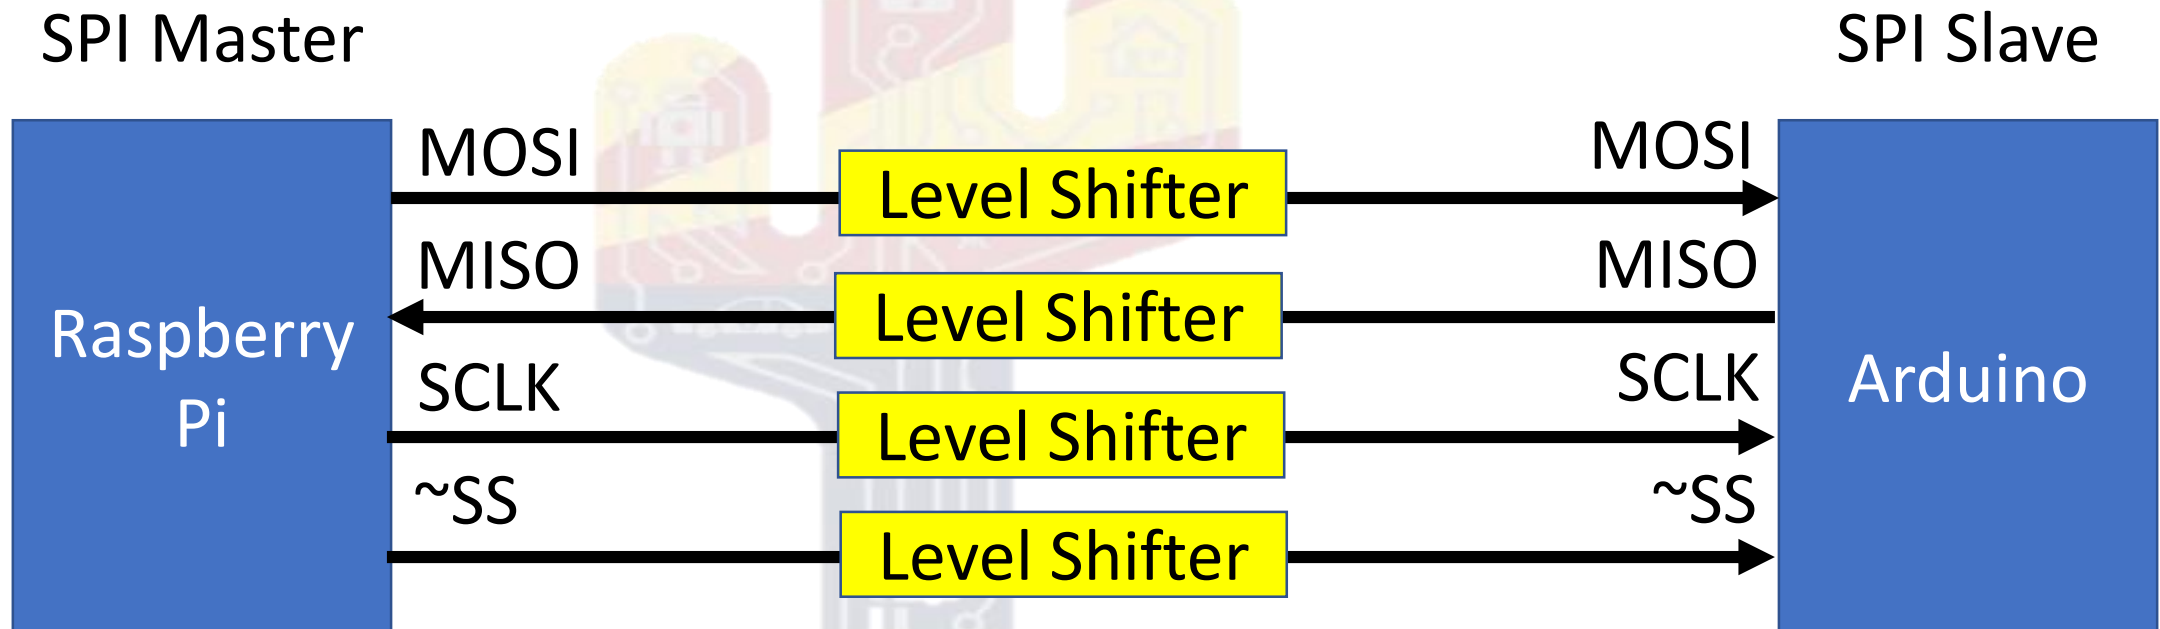 SPI Master
SPI Slave
MOSI
MOSI
Level Shifter
MISO
MISO
Level Shifter
Raspberry
Pi
SCLK
SCLK
Arduino
Level Shifter
~SS
~SS
Level Shifter